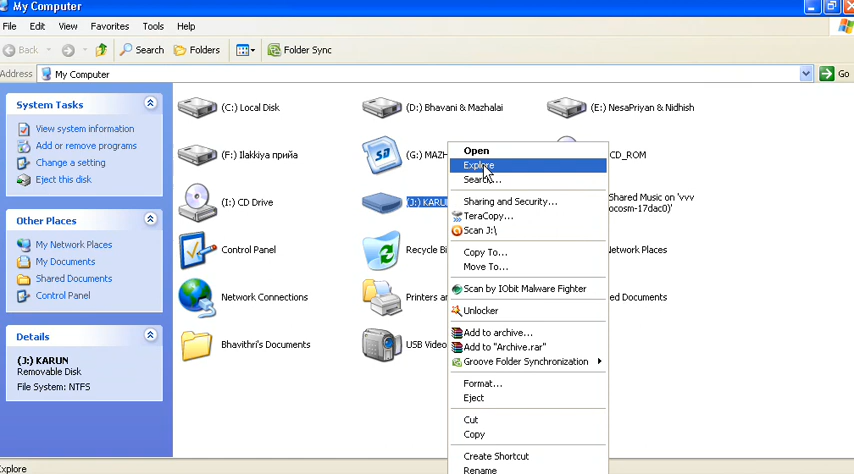 My Computer
File Edit View Favorites Tools Help
Back Search Folders Folder Sync
Address My Computer Go
System Tasks
View system information
Add or remove programs
Change a setting
Eject this disk
Other Places
My Network Places
My Documents
Shared Documents
Control Panel
Details
(J:) KARUN
Removable Disk
File System: NTFS
(C:) Local Disk
(D:) Bhavani & Mazhalai
(E:) NesaPriyan & Nidhish
(F:) Ilakkiya прийа
(G:) MAZH
CD_ROM
(I:) CD Drive
(J:) KARUN
Shared Music on 'vvv
ocosm-17dac0)'
Control Panel
Recycle Bi
etwork Places
Network Connections
Printers an
ed Documents
Bhavithri's Documents
USB Video
Open
Explore
Search...
Sharing and Security...
TeraCopy...
Scan J:\
Copy To...
Move To...
Scan by IObit Malware Fighter
Unlocker
Add to archive...
Add to "Archive.rar"
Groove Folder Synchronization
Format...
Eject
Cut
Copy
Create Shortcut
Rename
Explore